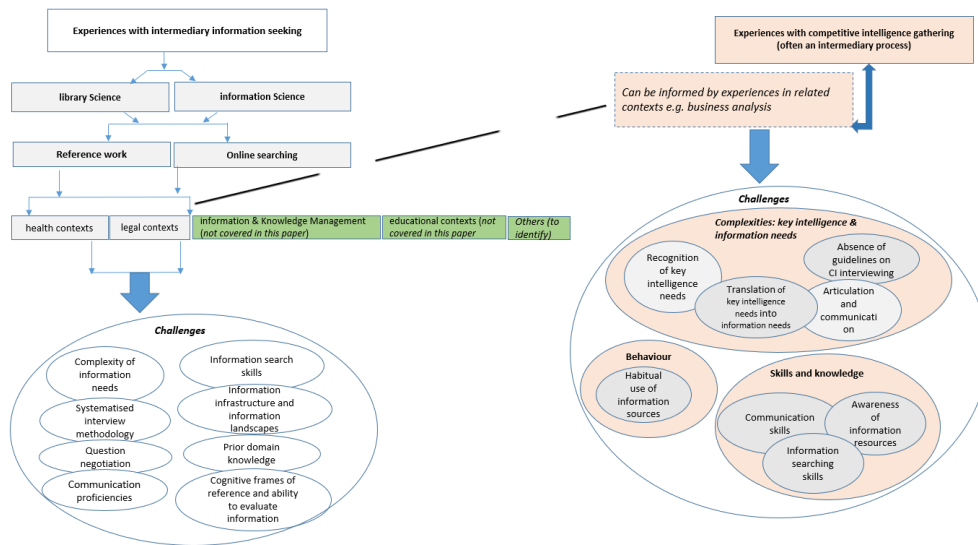 Experiences with intermediary information seeking
library Science
information Science
Reference work
Online searching
health contexts
legal contexts
information & Knowledge Management
(not covered in this paper)
educational contexts (not
covered in this paper
Others (to
identify)
Challenges
Complexity of
information
needs
Systematised
interview
methodology
Question
negotiation
Communication
proficiencies
Information search
skills
Information
infrastructure and
information
landscapes
Prior domain
knowledge
Cognitive frames of
reference and ability
to evaluate
information
Experiences with competitive intelligence gathering
(often an intermediary process)
Can be informed by experiences in related
contexts e.g. business analysis
Challenges
Complexities: key intelligence &
information needs
Recognition
of key
intelligence
needs
Translation of
key intelligence
needs into
information needs
Absence of
guidelines on
CI interviewing
Articulation
and
communicati
on
Behaviour
Habitual
use of
information
sources
Skills and knowledge
Communication
skills
Awareness
of
information
resources
Information
searching
skills